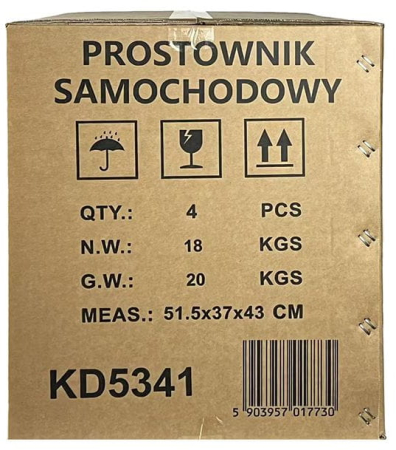 PROSTOWNIK
SAMOCHODOWY
QTY.: 4 PCS
N.W.: 18 KGS
G.W.: 20 KGS
MEAS.: 51.5x37x43 CM
KD5341
5 903957 017730